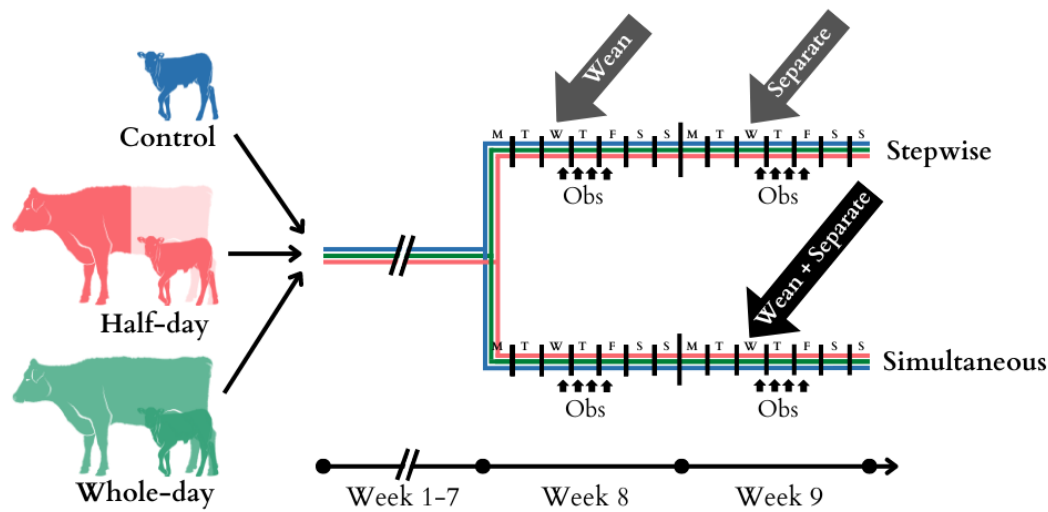 Control
Half-day
Whole-day
Wean
Separate
M T W T F S S M T W T F S S
Stepwise
Obs Obs
Wean + Separate
M T W T F S S M T W T F S S
Simultaneous
Obs Obs
Week 1-7 Week 8 Week 9